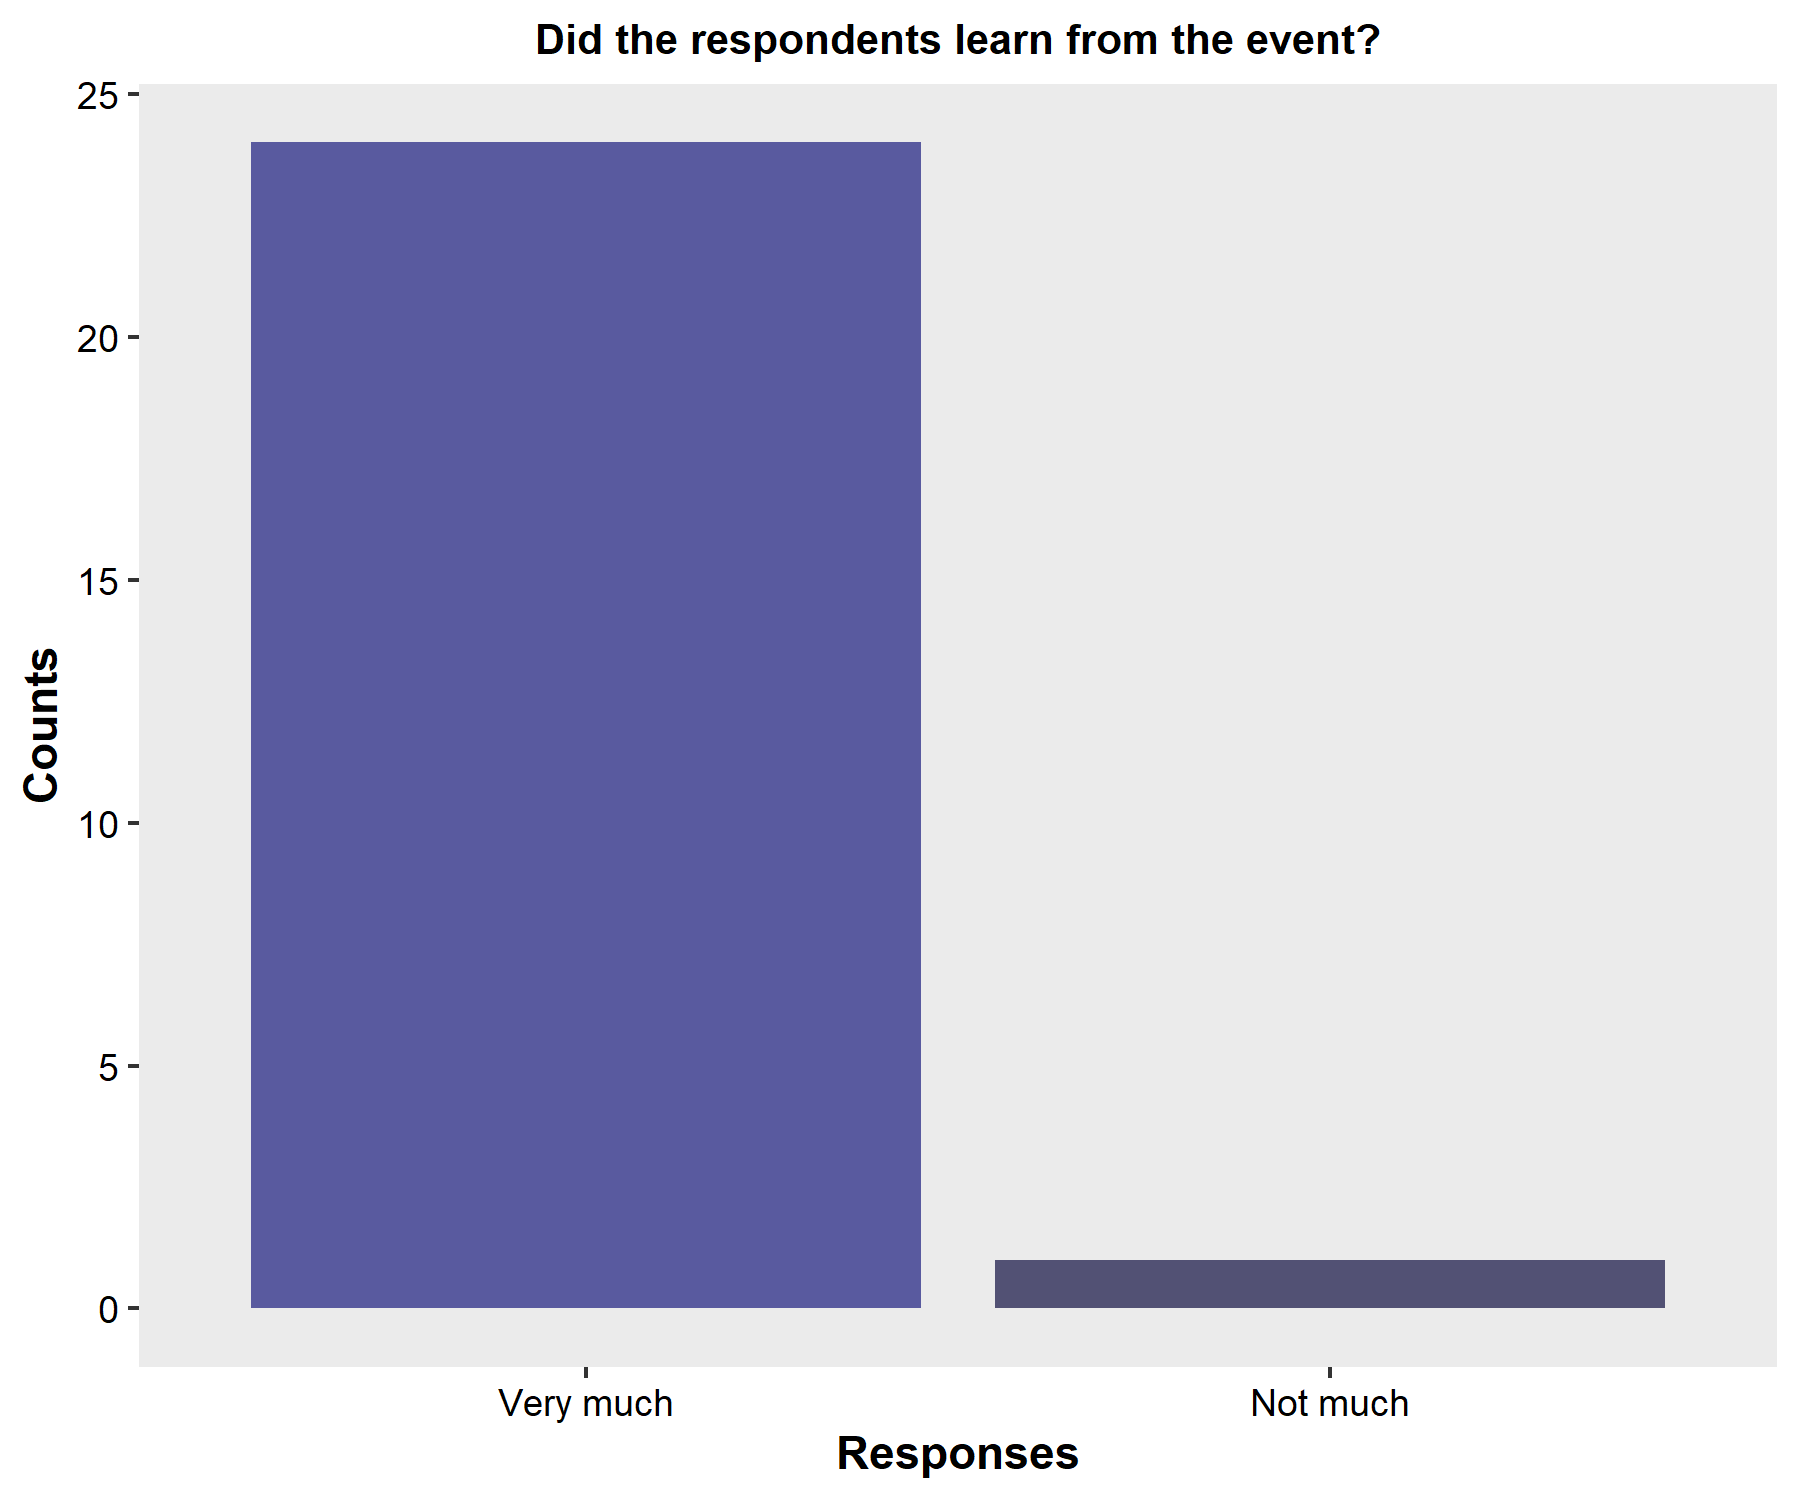 Did the respondents learn from the event?
25
20
15
10
5
0
Counts
Very much
Not much
Responses